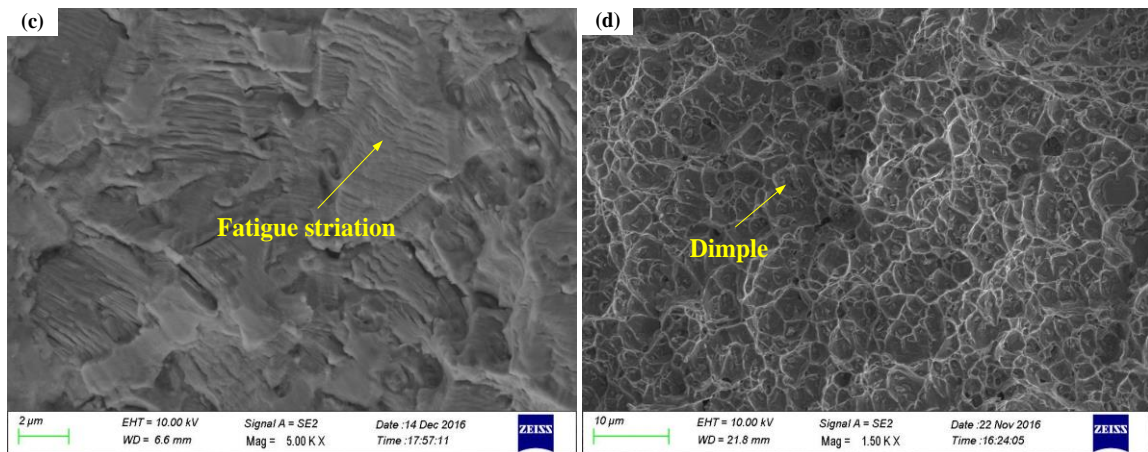 (c)
Fatigue striation
2 µm
EHT = 10.00 kV
WD = 6.6 mm
Signal A = SE2
Mag = 5.00 K X
Date :14 Dec 2016
Time :17:57:11
ZEISS
(d)
Dimple
10 µm
EHT = 10.00 kV
WD = 21.8 mm
Signal A = SE2
Mag = 1.50 K X
Date :22 Nov 2016
Time :16:24:05
ZEISS